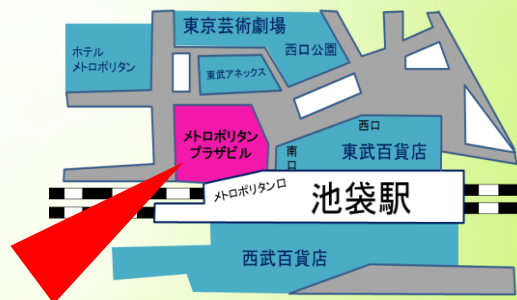 東京芸術劇場
西口公園
ホテル
メトロポリタン
東武アネックス
メトロポリタン
プラザビル
西口
南口
東武百貨店
メトロポリタン口
池袋駅
西武百貨店